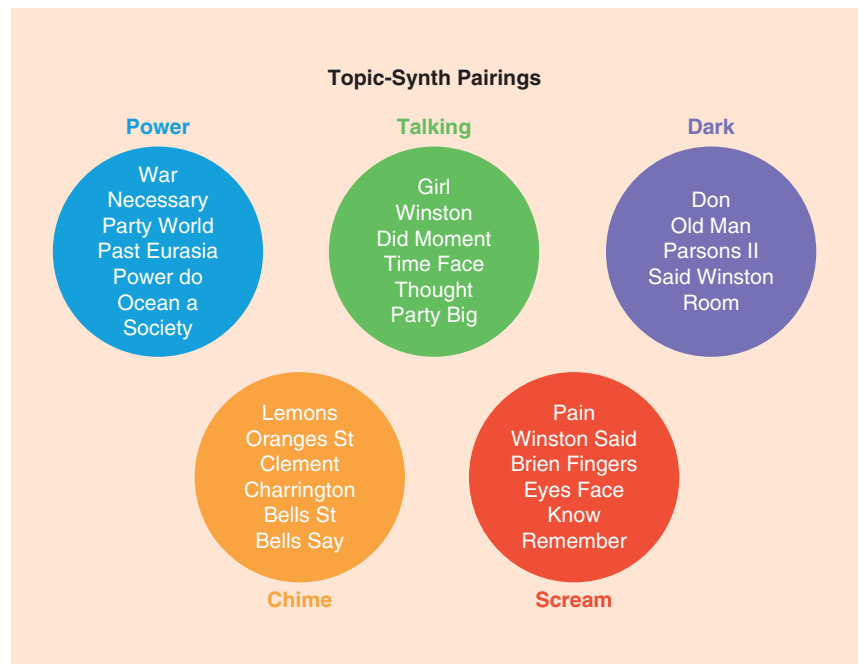 Topic-Synth Pairings
Power
War
Necessary
Party World
Past Eurasia
Power do
Ocean a
Society
Talking
Girl
Winston
Did Moment
Time Face
Thought
Party Big
Dark
Don
Old Man
Parsons II
Said Winston
Room
Lemons
Oranges St
Clement
Charrington
Bells St
Bells Say
Chime
Pain
Winston Said
Brien Fingers
Eyes Face
Know
Remember
Scream